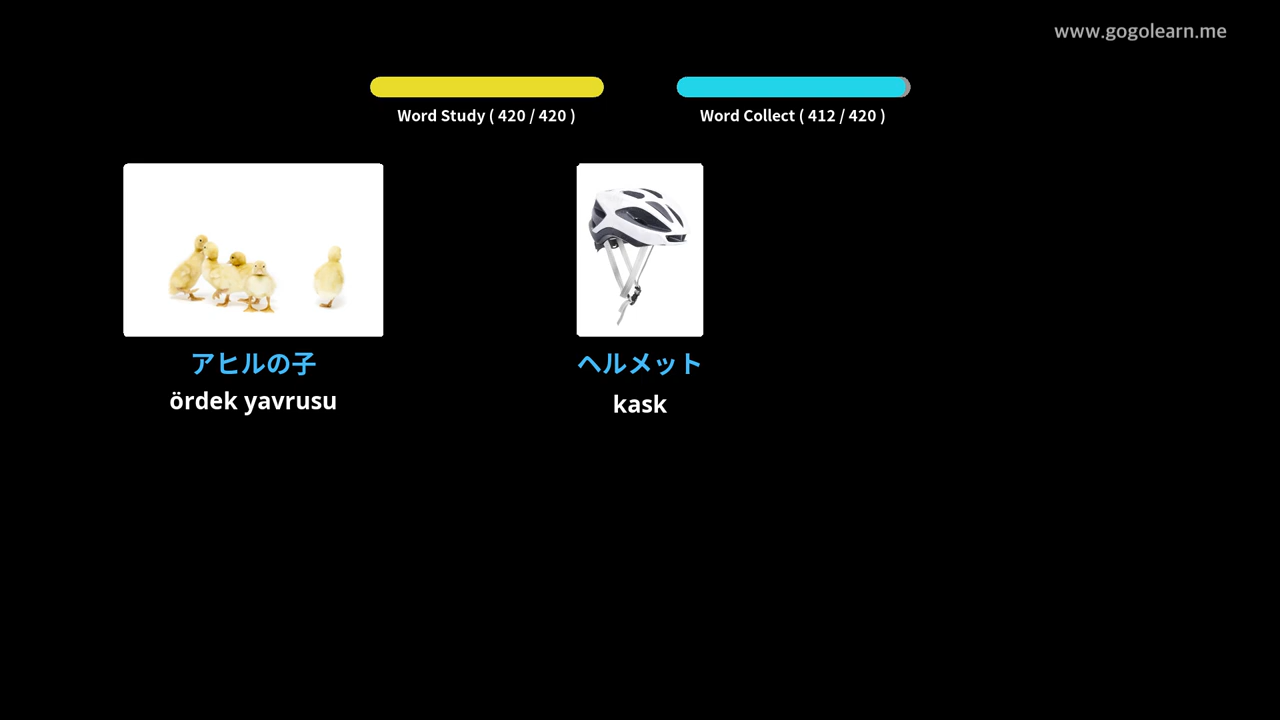 www.gogolearn.me
Word Study ( 420 / 420 )
Word Collect ( 412 / 420 )
アヒルの子
ördek yavrusu
ヘルメット
kask